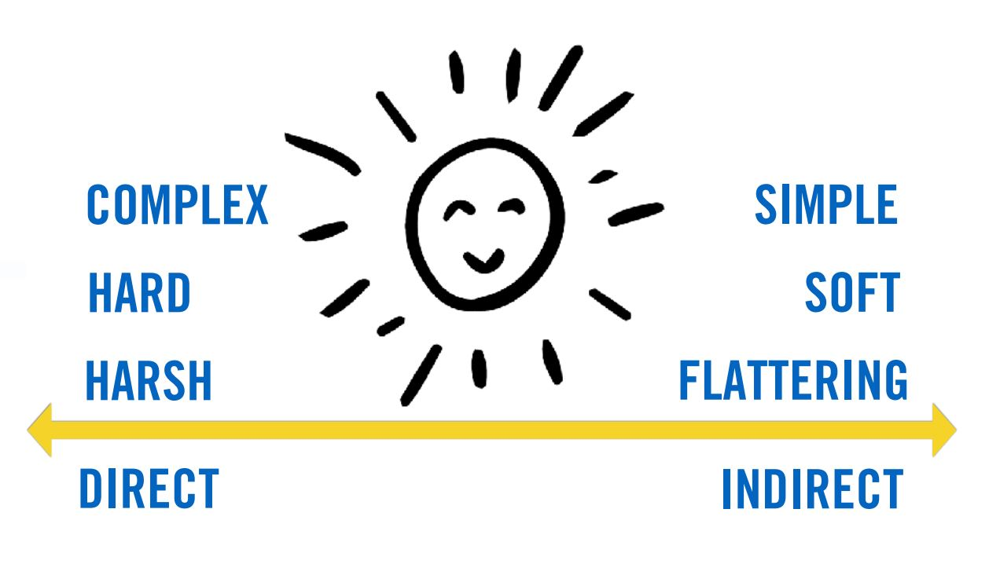 COMPLEX
SIMPLE
HARD
SOFT
HARSH
FLATTERING
DIRECT
INDIRECT